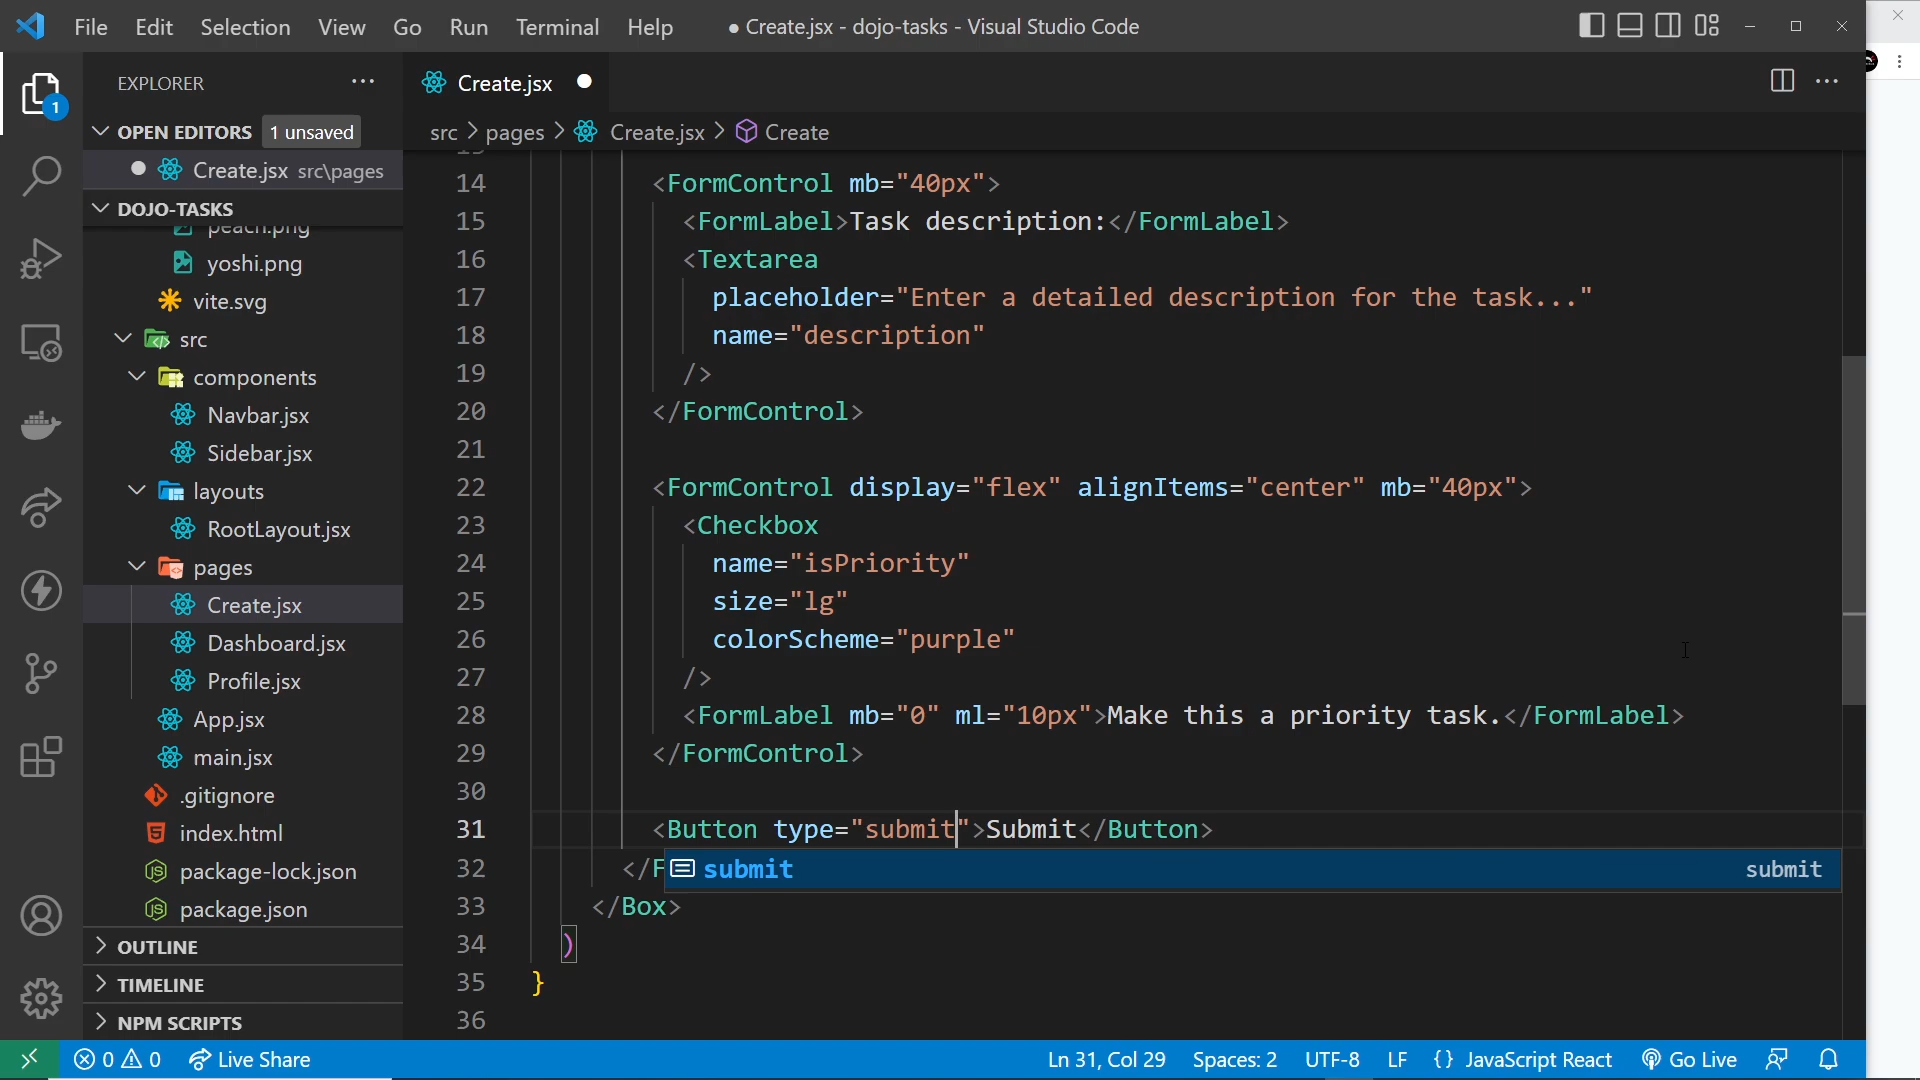 File Edit Selection View Go Run Terminal Help ● Create.jsx - dojo-tasks - Visual Studio Code
EXPLORER
Create.jsx
1
OPEN EDITORS 1 unsaved
src > pages > Create.jsx > Create
Create.jsx src\pages
DOJO-TASKS
peach.png
yoshi.png
vite.svg
src
components
Navbar.jsx
Sidebar.jsx
layouts
RootLayout.jsx
pages
Create.jsx
Dashboard.jsx
Profile.jsx
App.jsx
main.jsx
.gitignore
index.html
package-lock.json
package.json
OUTLINE
TIMELINE
NPM SCRIPTS
14 <FormControl mb="40px">
15 <FormLabel>Task description:</FormLabel>
16 <Textarea
17 placeholder="Enter a detailed description for the task..."
18 name="description"
19 />
20 </FormControl>
21
22 <FormControl display="flex" alignItems="center" mb="40px">
23 <Checkbox
24 name="isPriority"
25 size="lg"
26 colorScheme="purple"
27 />
28 <FormLabel mb="0" ml="10px">Make this a priority task.</FormLabel>
29 </FormControl>
30
31 <Button type="submit">Submit</Button>
32 </F
submit submit
33 </Box>
34 )
35 }
36
0 0 Live Share Ln 31, Col 29 Spaces: 2 UTF-8 LF {} JavaScript React Go Live